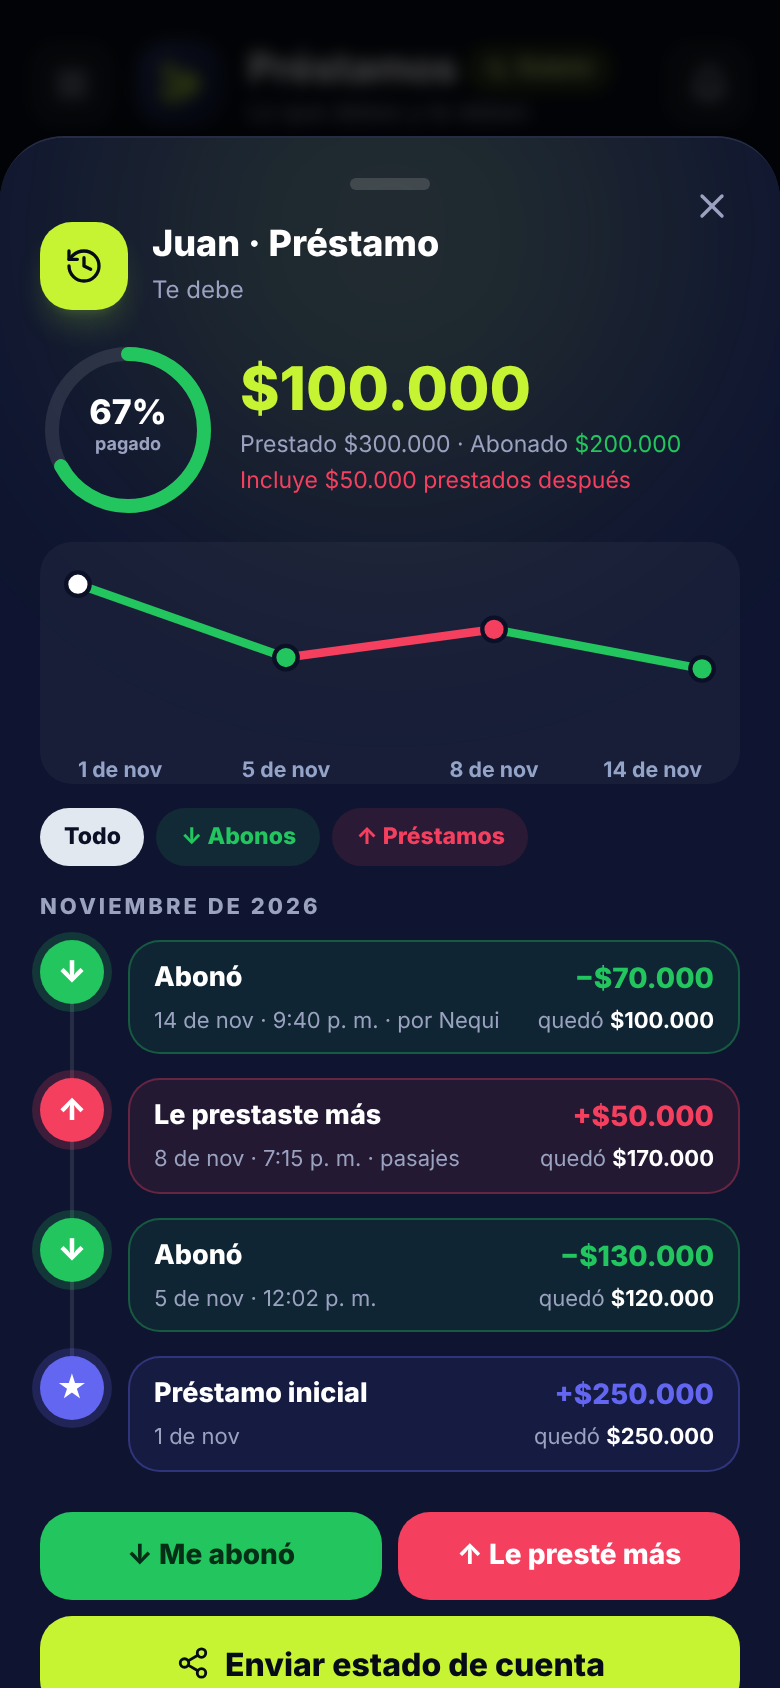 Préstamos
Juan · Préstamo
Te debe
67%
pagado
$100.000
Prestado $300.000 · Abonado $200.000
Incluye $50.000 prestados después
1 de nov
5 de nov
8 de nov
14 de nov
Todo
↓ Abonos
↑ Préstamos
NOVIEMBRE DE 2026
Abonó
−$70.000
14 de nov · 9:40 p. m. · por Nequi
quedó $100.000
Le prestaste más
+$50.000
8 de nov · 7:15 p. m. · pasajes
quedó $170.000
Abonó
−$130.000
5 de nov · 12:02 p. m.
quedó $120.000
Préstamo inicial
+$250.000
1 de nov
quedó $250.000
↓ Me abonó
↑ Le presté más
Enviar estado de cuenta